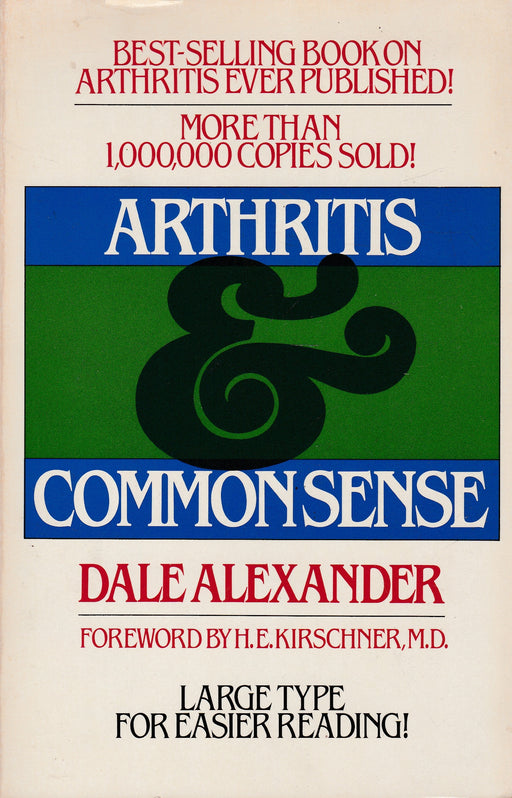 BEST-SELLING BOOK ON
ARTHRITIS EVER PUBLISHED!
MORE THAN
1,000,000 COPIES SOLD!
ARTHRITIS
&
COMMON SENSE
DALE ALEXANDER
FOREWORD BY H. E. KIRSCHNER, M.D.
LARGE TYPE
FOR EASIER READING!